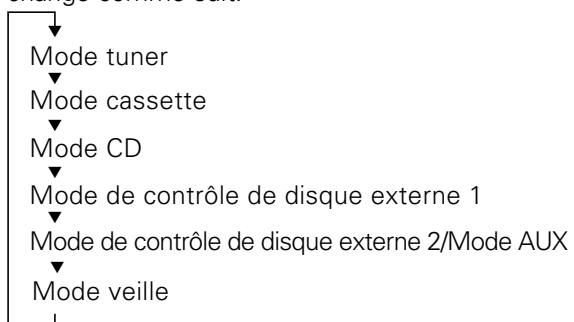 change comme suit:
Mode tuner
Mode cassette
Mode CD
Mode de contrôle de disque externe 1
Mode de contrôle de disque externe 2/Mode AUX
Mode veille